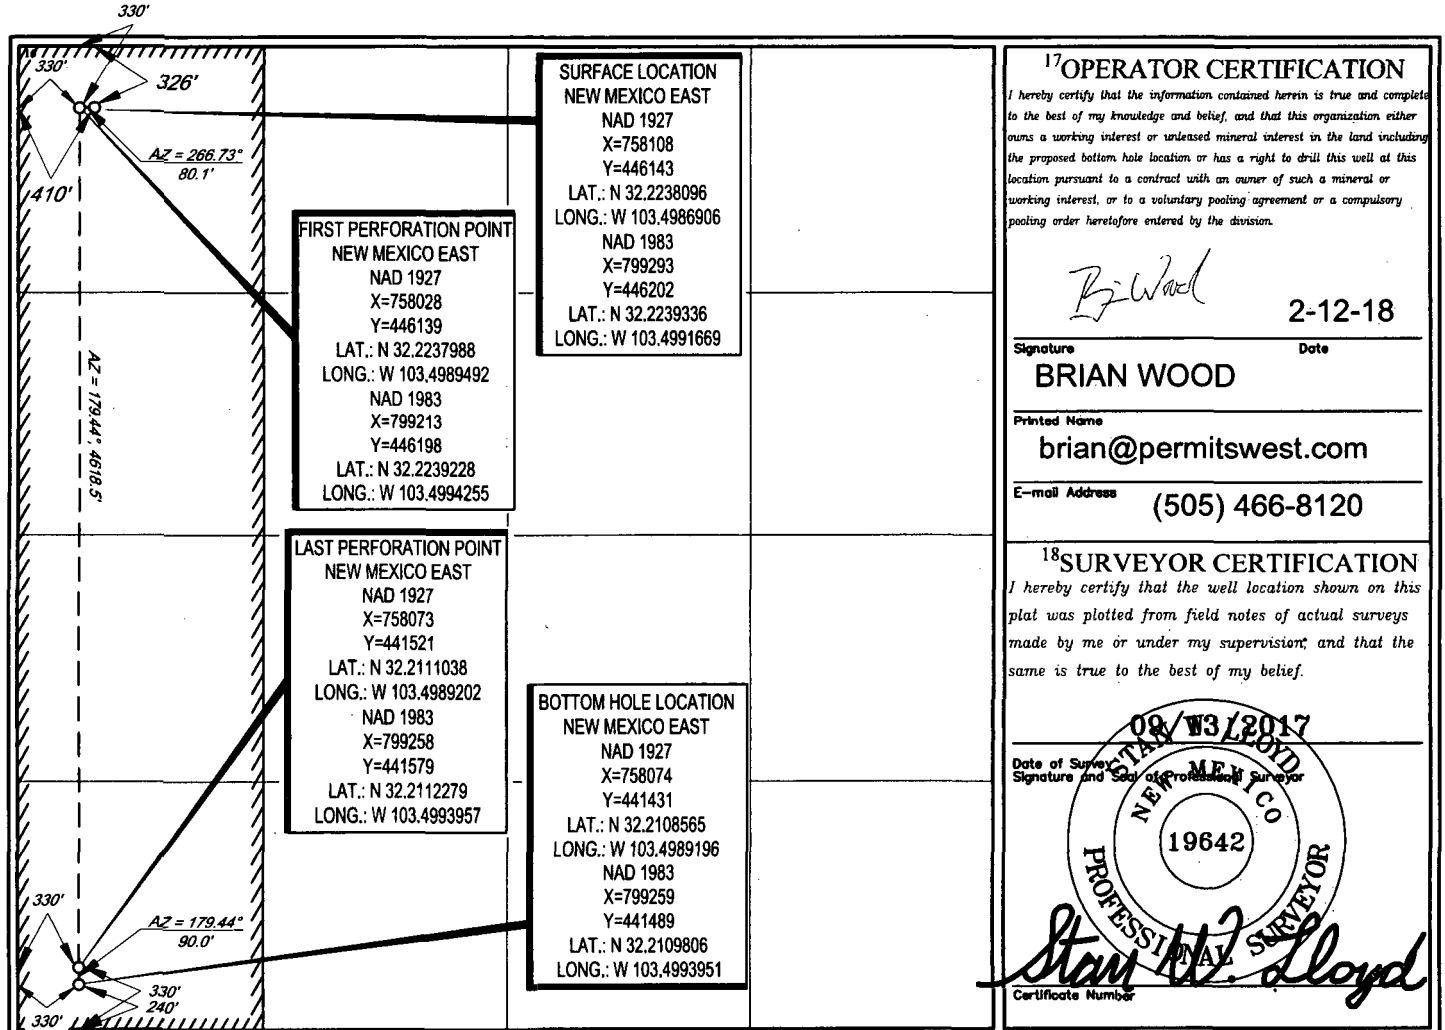 330'
16
330'
326'
AZ = 266.73°
80.1'
410'
AZ = 179.44°, 4618.5'
SURFACE LOCATION
NEW MEXICO EAST
NAD 1927
X=758108
Y=446143
LAT.: N 32.2238096
LONG.: W 103.4986906
NAD 1983
X=799293
Y=446202
LAT.: N 32.2239336
LONG.: W 103.4991669
FIRST PERFORATION POINT
NEW MEXICO EAST
NAD 1927
X=758028
Y=446139
LAT.: N 32.2237988
LONG.: W 103.4989492
NAD 1983
X=799213
Y=446198
LAT.: N 32.2239228
LONG.: W 103.4994255
LAST PERFORATION POINT
NEW MEXICO EAST
NAD 1927
X=758073
Y=441521
LAT.: N 32.2111038
LONG.: W 103.4989202
NAD 1983
X=799258
Y=441579
LAT.: N 32.2112279
LONG.: W 103.4993957
BOTTOM HOLE LOCATION
NEW MEXICO EAST
NAD 1927
X=758074
Y=441431
LAT.: N 32.2108565
LONG.: W 103.4989196
NAD 1983
X=799259
Y=441489
LAT.: N 32.2109806
LONG.: W 103.4993951
330'
AZ = 179.44°
90.0'
330'
240'
330'
17 OPERATOR CERTIFICATION
I hereby certify that the information contained herein is true and complete
to the best of my knowledge and belief, and that this organization either
owns a working interest or unleased mineral interest in the land including
the proposed bottom hole location or has a right to drill this well at this
location pursuant to a contract with an owner of such a mineral or
working interest, or to a voluntary pooling agreement or a compulsory
pooling order heretofore entered by the division.
2-12-18
Signature Date
BRIAN WOOD
Printed Name
brian@permitswest.com
E-mail Address (505) 466-8120
18 SURVEYOR CERTIFICATION
I hereby certify that the well location shown on this
plat was plotted from field notes of actual surveys
made by me or under my supervision, and that the
same is true to the best of my belief.
09/13/2017
Date of Survey
Signature and Seal of Professional Surveyor
STAN W LLOYD
NEW MEXICO
19642
PROFESSIONAL SURVEYOR
Stan W. Lloyd
Certificate Number